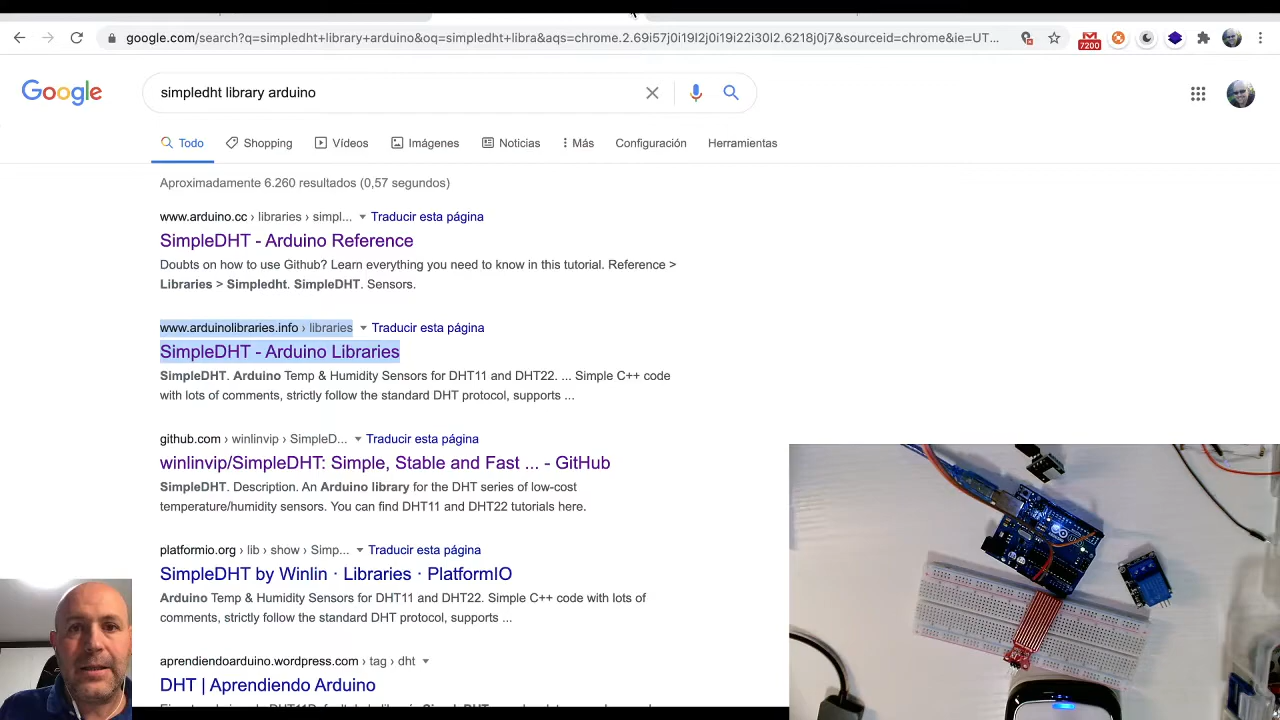 google.com/search?q=simpledht+library+arduino&oq=simpledht+libra&aqs=chrome.2.69i57j0i19l2j0i19i22i30l2.6218j0j7&sourceid=chrome&ie=UT...
7200
Google
simpledht library arduino
Todo Shopping Vídeos Imágenes Noticias Más Configuración Herramientas
Aproximadamente 6.260 resultados (0,57 segundos)
www.arduino.cc › libraries › simpl... Traducir esta página
SimpleDHT - Arduino Reference
Doubts on how to use Github? Learn everything you need to know in this tutorial. Reference >
Libraries > Simpledht. SimpleDHT. Sensors.
www.arduinolibraries.info › libraries Traducir esta página
SimpleDHT - Arduino Libraries
SimpleDHT. Arduino Temp & Humidity Sensors for DHT11 and DHT22. ... Simple C++ code
with lots of comments, strictly follow the standard DHT protocol, supports ...
github.com › winlinvip › SimpleD... Traducir esta página
winlinvip/SimpleDHT: Simple, Stable and Fast ... - GitHub
SimpleDHT. Description. An Arduino library for the DHT series of low-cost
temperature/humidity sensors. You can find DHT11 and DHT22 tutorials here.
platformio.org › lib › show › Simp... Traducir esta página
SimpleDHT by Winlin · Libraries · PlatformIO
Arduino Temp & Humidity Sensors for DHT11 and DHT22. Simple C++ code with lots of
comments, strictly follow the standard DHT protocol, supports ...
aprendiendoarduino.wordpress.com › tag › dht
DHT | Aprendiendo Arduino